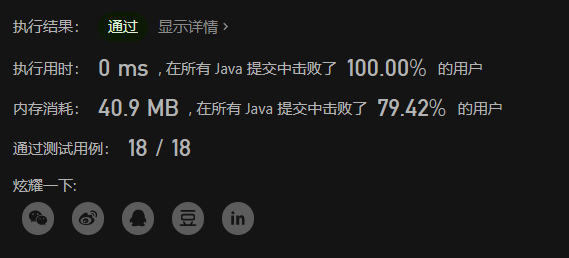 执行结果： 通过 显示详情 >
执行用时： 0 ms , 在所有 Java 提交中击败了 100.00% 的用户
内存消耗： 40.9 MB , 在所有 Java 提交中击败了 79.42% 的用户
通过测试用例： 18 / 18
炫耀一下:
豆 in